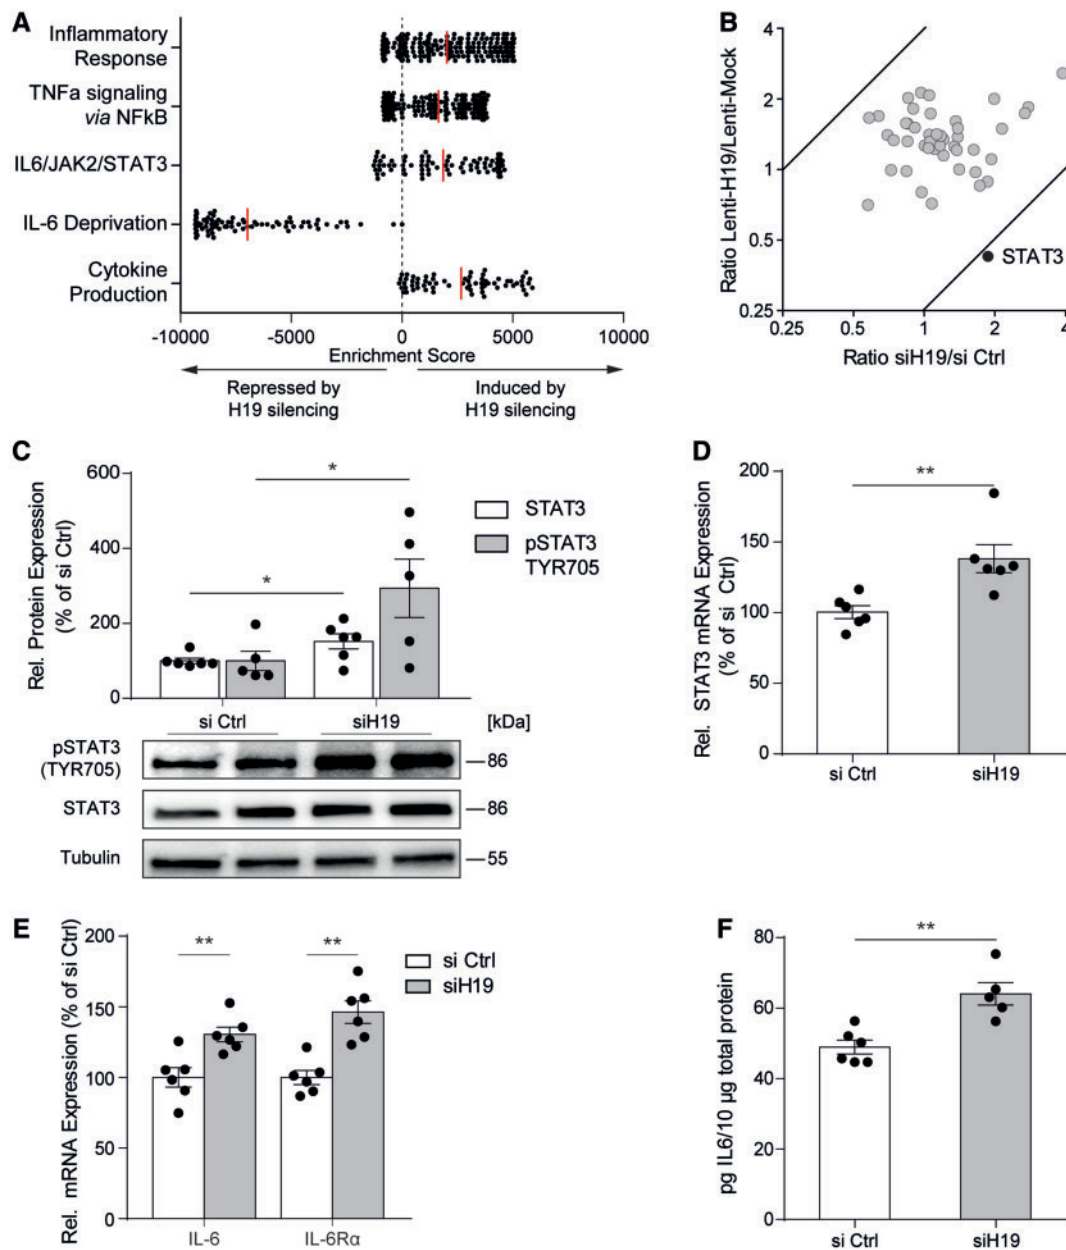 A
Inflammatory
Response
TNFa signaling
via NFkB
IL6/JAK2/STAT3
IL-6 Deprivation
Cytokine
Production
-10000
-5000
0
5000
10000
Enrichment Score
Repressed by
H19 silencing
Induced by
H19 silencing
B
Ratio Lenti-H19/Lenti-Mock
4
2
1
0.5
0.25
STAT3
0.25
0.5
1
2
4
Ratio siH19/si Ctrl
C
Rel. Protein Expression
(% of si Ctrl)
600
400
200
0
*
*
STAT3
pSTAT3
TYR705
si Ctrl
siH19
[kDa]
pSTAT3
(TYR705)
86
STAT3
86
Tubulin
55
D
Rel. STAT3 mRNA Expression
(% of si Ctrl)
200
150
100
50
0
**
si Ctrl
siH19
E
Rel. mRNA Expression (% of si Ctrl)
200
150
100
50
0
**
**
si Ctrl
siH19
IL-6
IL-6Rα
F
pg IL6/10 µg total protein
80
60
40
20
0
**
si Ctrl
siH19